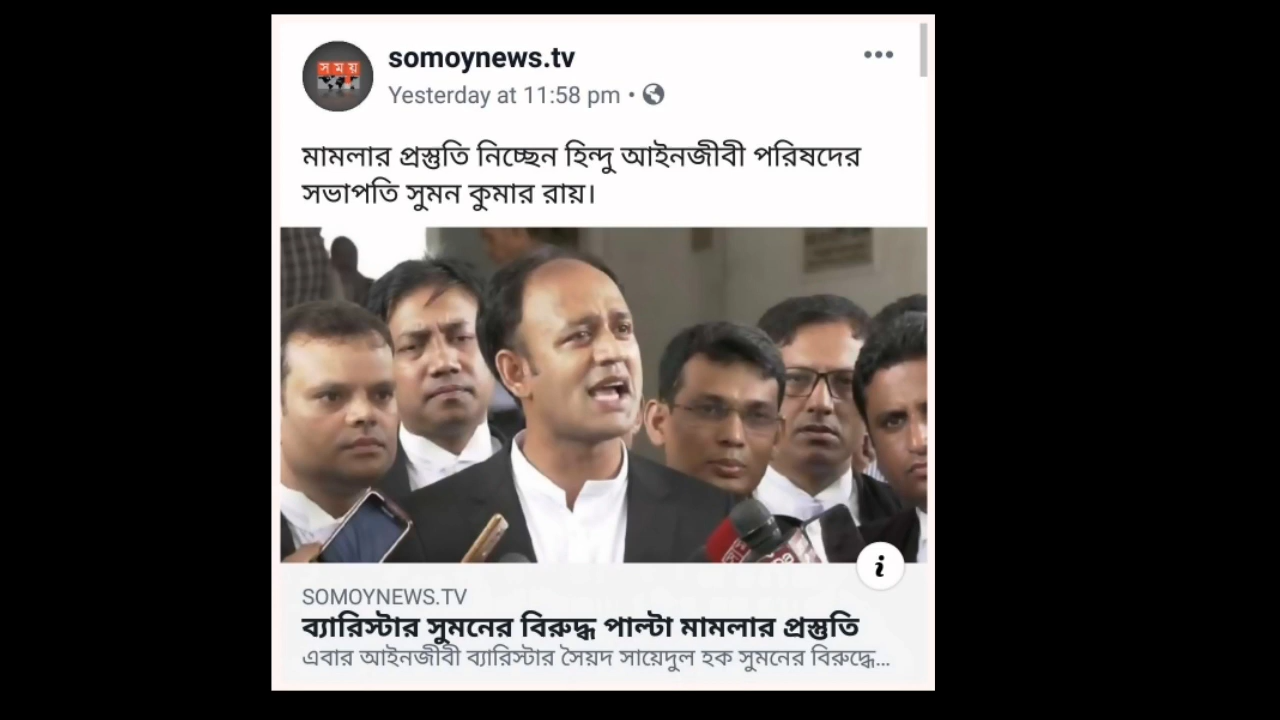 সময়
somoynews.tv
Yesterday at 11:58 pm •
মামলার প্রস্তুতি নিচ্ছেন হিন্দু আইনজীবী পরিষদের
সভাপতি সুমন কুমার রায়।
SOMOYNEWS.TV
ব্যারিস্টার সুমনের বিরুদ্ধে পাল্টা মামলার প্রস্তুতি
এবার আইনজীবী ব্যারিস্টার সৈয়দ সায়েদুল হক সুমনের বিরুদ্ধে...